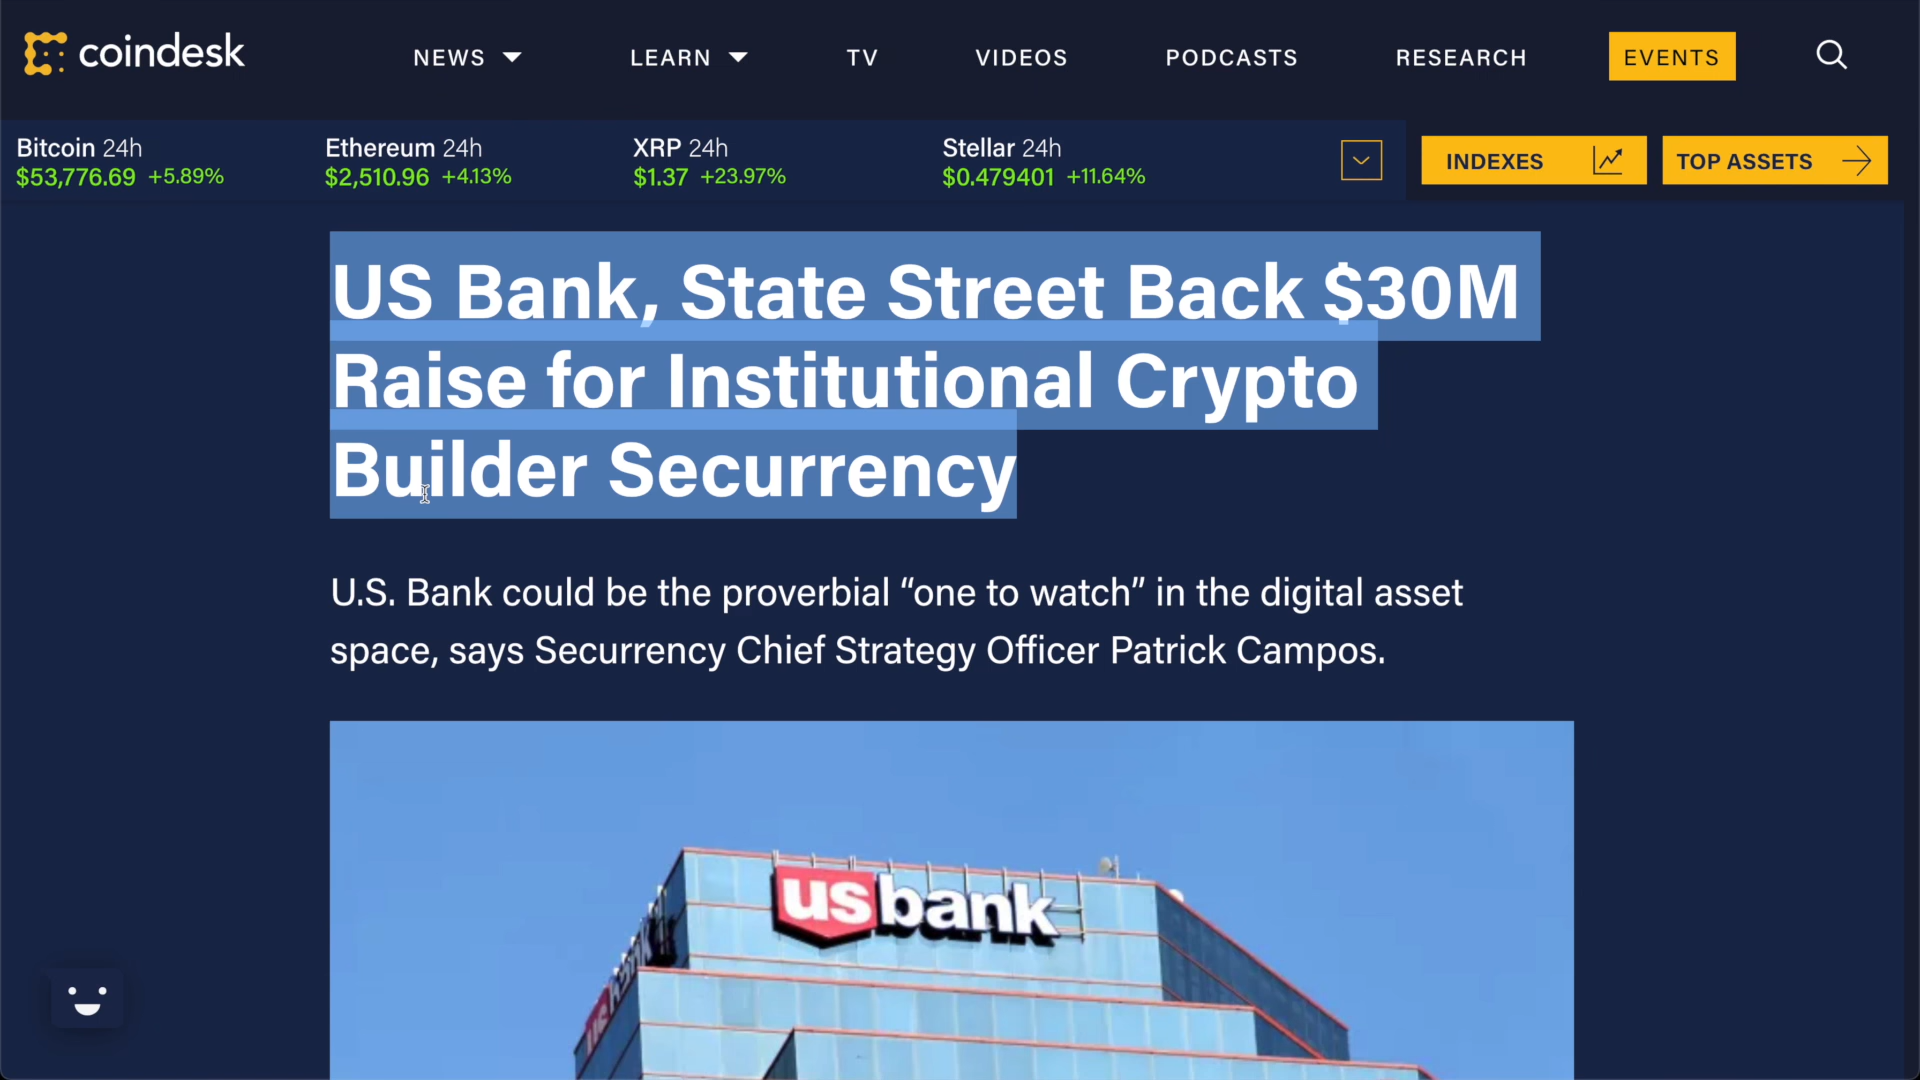 coindesk
NEWS LEARN TV VIDEOS PODCASTS RESEARCH EVENTS
Bitcoin 24h Ethereum 24h XRP 24h Stellar 24h
$53,776.69 +5.89% $2,510.96 +4.13% $1.37 +23.97% $0.479401 +11.64%
INDEXES TOP ASSETS
US Bank, State Street Back $30M
Raise for Institutional Crypto
Builder Securrency
U.S. Bank could be the proverbial “one to watch” in the digital asset
space, says Securrency Chief Strategy Officer Patrick Campos.
us bank